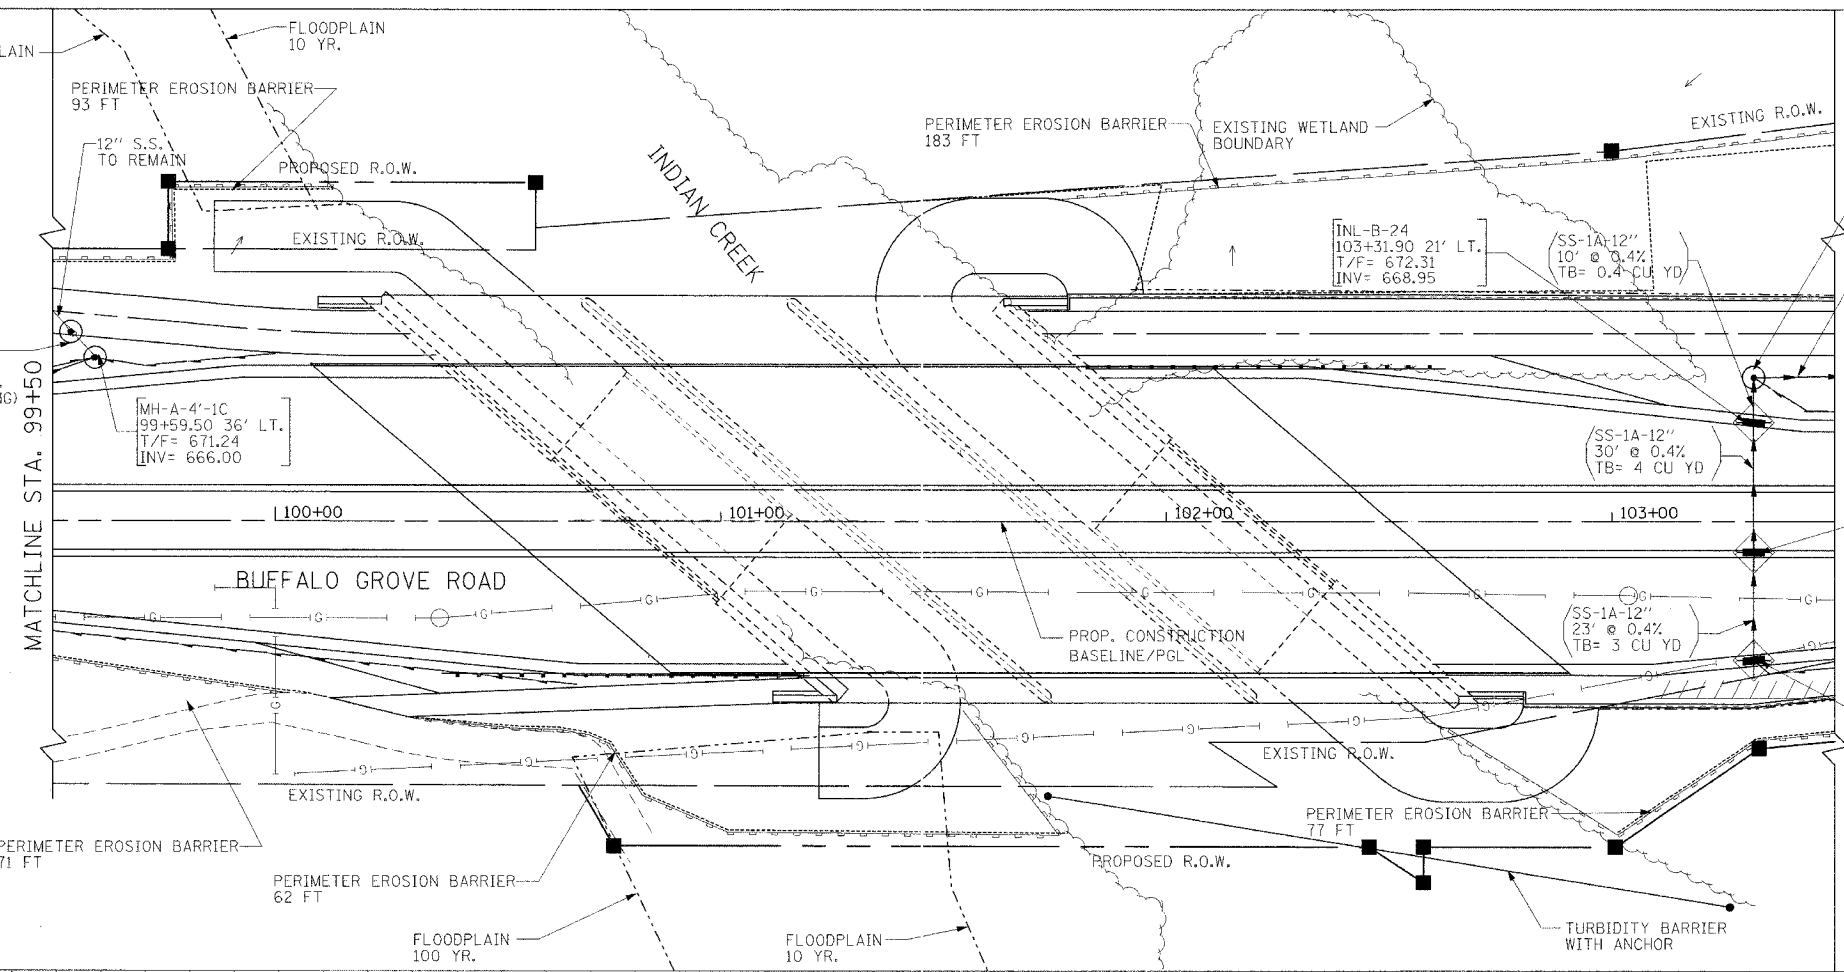 LAIN
FLOODPLAIN
10 YR.
PERIMETER EROSION BARRIER
93 FT
12" S.S.
TO REMAIN
PROPOSED R.O.W.
EXISTING R.O.W.
INDIAN CREEK
PERIMETER EROSION BARRIER
183 FT
EXISTING WETLAND
BOUNDARY
EXISTING R.O.W.
INL-B-24
103+31.90 21' LT.
T/F= 672.31
INV= 668.95
SS-1A-12"
10' @ 0.4%
TB= 0.4 CU YD
MATCHLINE STA. 99+50
MH-A-4'-1C
99+59.50 36' LT.
T/F= 671.24
INV= 666.00
SS-1A-12"
30' @ 0.4%
TB= 4 CU YD
100+00
101+00
102+00
103+00
BUFFALO GROVE ROAD
G
G
G
G
G
G
G
G
G
G
PROP. CONSTRUCTION
BASELINE/PGL
SS-1A-12"
23' @ 0.4%
TB= 3 CU YD
G
G
G
G
G
G
G
G
EXISTING R.O.W.
EXISTING R.O.W.
PERIMETER EROSION BARRIER
71 FT
PERIMETER EROSION BARRIER
62 FT
PERIMETER EROSION BARRIER
77 FT
PROPOSED R.O.W.
FLOODPLAIN
100 YR.
FLOODPLAIN
10 YR.
TURBIDITY BARRIER
WITH ANCHOR